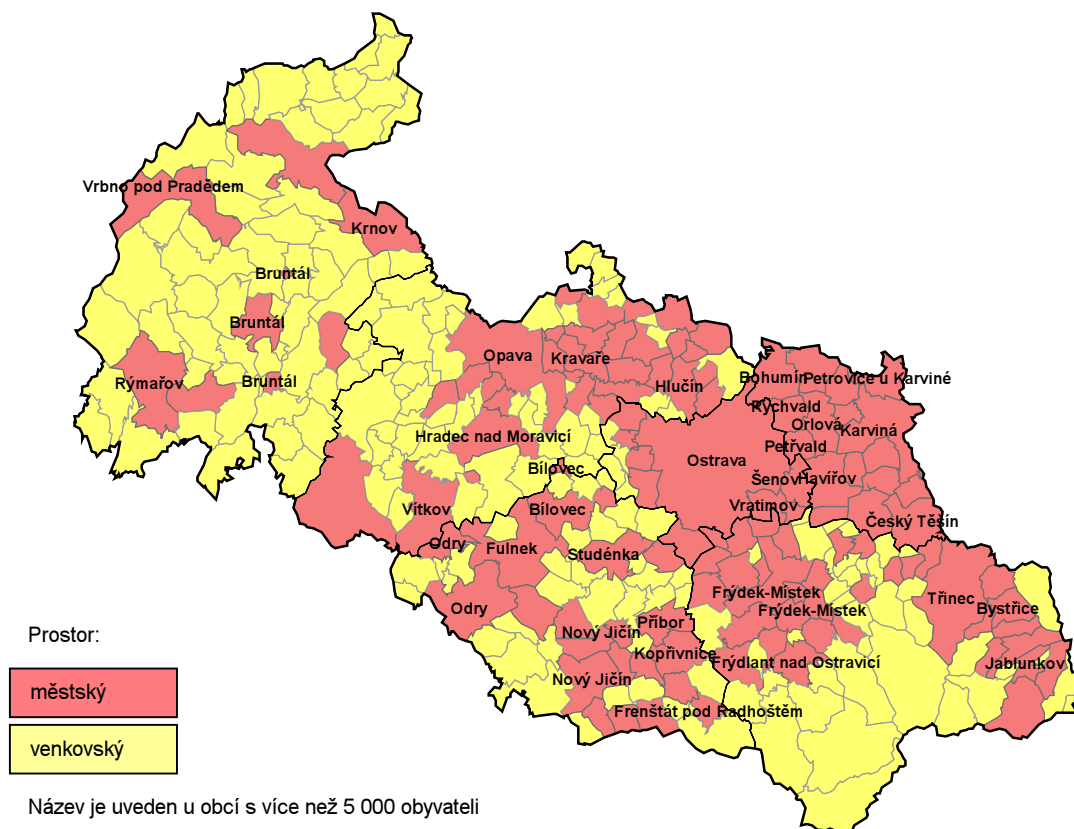 Vrbno pod Pradědem
Krnov
Bruntál
Bruntál
Opava
Kravaře
Rýmařov
Bruntál
Hlučín
Bohumín
Petrovice u Karviné
Rychvald
Orlová
Karviná
Hradec nad Moravicí
Petřvald
Ostrava
Bílovec
Šenov
Havířov
Vítkov
Bílovec
Vratimov
Český Těšín
Odry
Fulnek
Studénka
Frýdek-Místek
Třinec
Odry
Frýdek-Místek
Bystřice
Příbor
Nový Jičín
Kopřivnice
Frýdlant nad Ostravicí
Jablunkov
Nový Jičín
Frenštát pod Radhoštěm
Prostor:
městský
venkovský
Název je uveden u obcí s více než 5 000 obyvateli